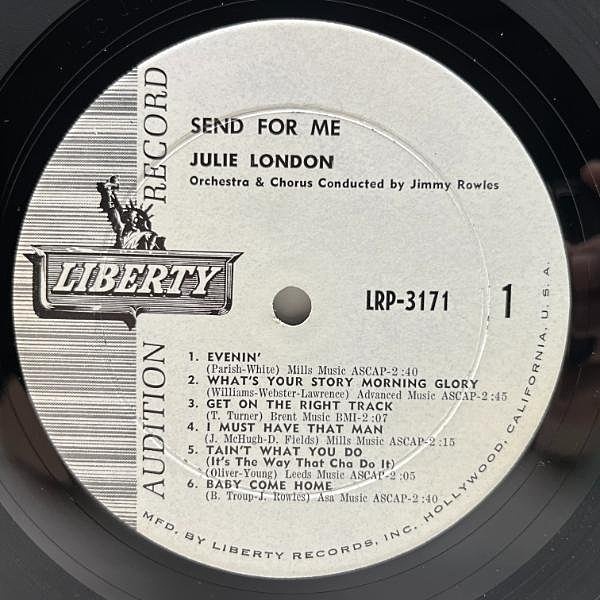 SEND FOR ME
JULIE LONDON
Orchestra & Chorus Conducted by Jimmy Rowles
AUDITION RECORD
LIBERTY
LRP-3171 1
1. EVENIN'
(Parish-White) Mills Music ASCAP-2:40
2. WHAT'S YOUR STORY MORNING GLORY
(Williams-Webster-Lawrence) Advanced Music ASCAP-2:45
3. GET ON THE RIGHT TRACK
(T. Turner) Brent Music BMI-2:07
4. I MUST HAVE THAT MAN
(J. McHugh-D. Fields) Mills Music ASCAP-2:15
5. TAIN'T WHAT YOU DO
(It's The Way That Cha Do It)
(Oliver-Young) Leeds Music ASCAP-2:05
6. BABY COME HOME
(B. Troup-J. Rowles) Asa Music ASCAP-2:40
MFD. BY LIBERTY RECORDS, INC. HOLLYWOOD, CALIFORNIA, U.S.A.